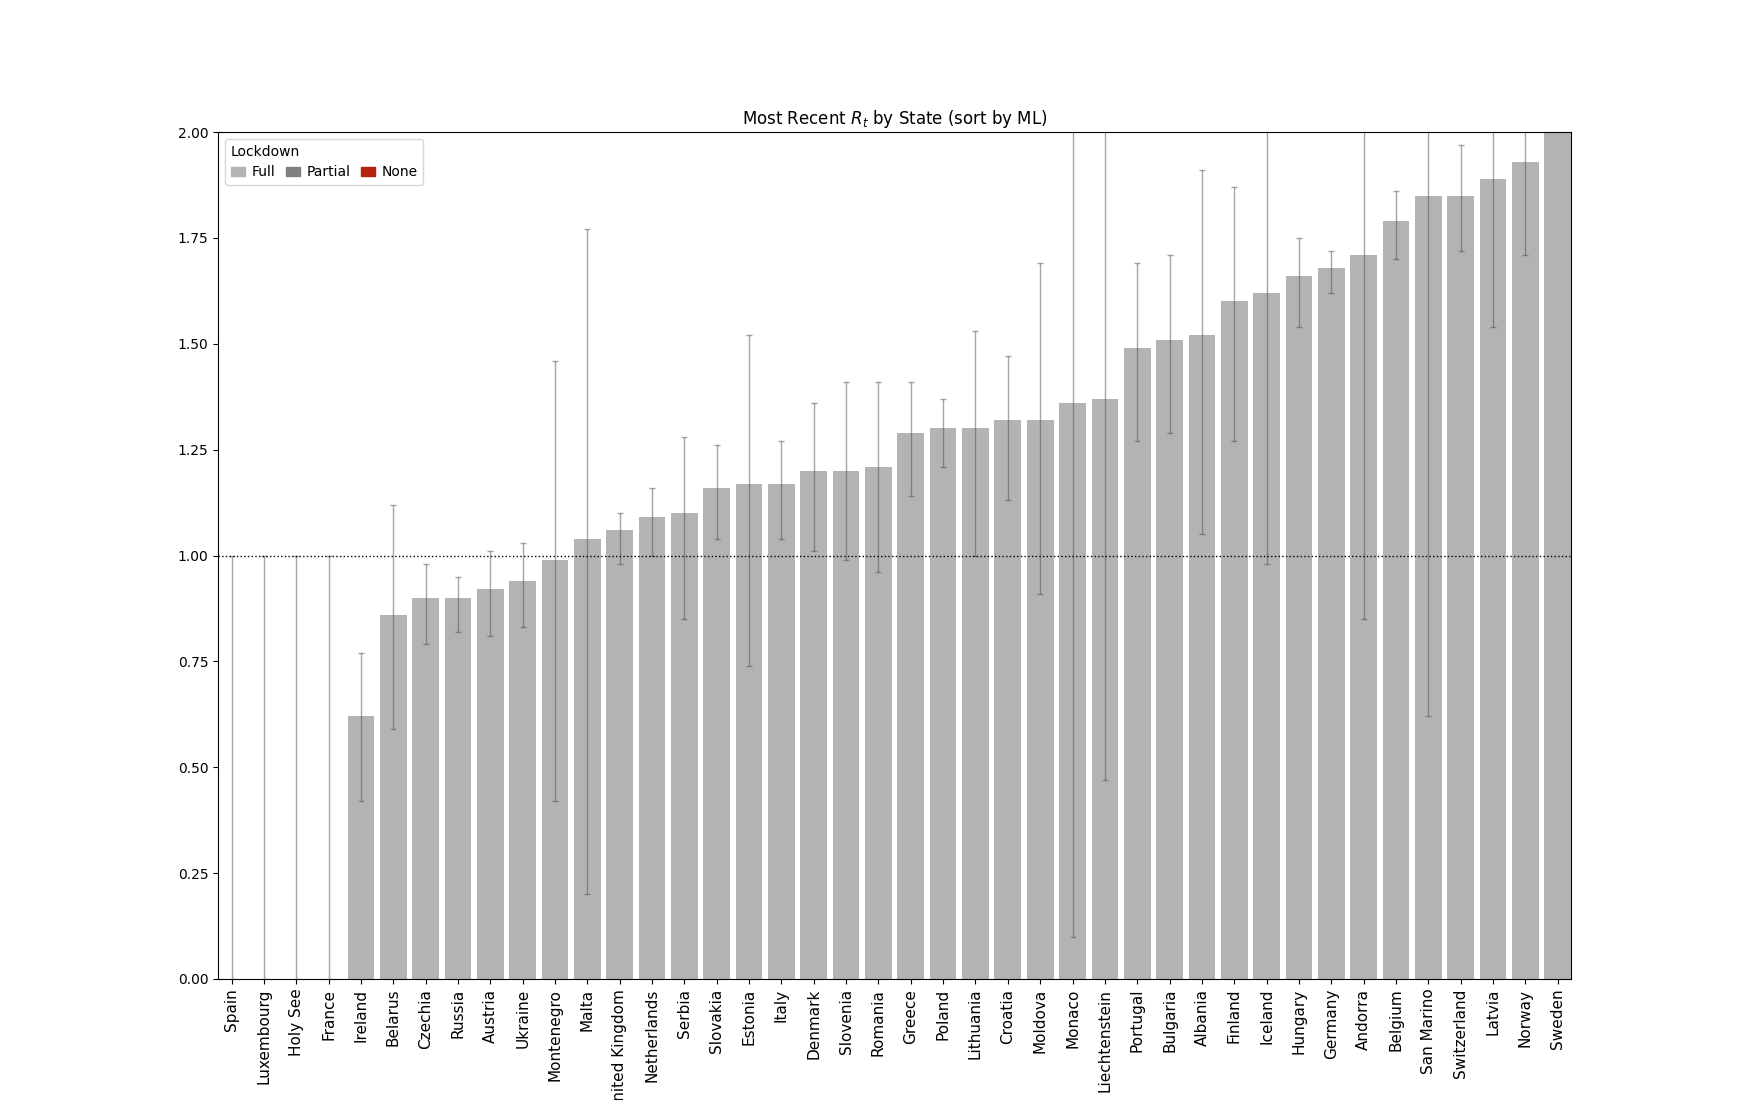 Most Recent R_t by State (sort by ML)
Lockdown
Full Partial None
2.00
1.75
1.50
1.25
1.00
0.75
0.50
0.25
0.00
Spain
Luxembourg
Holy See
France
Ireland
Belarus
Czechia
Russia
Austria
Ukraine
Montenegro
Malta
nited Kingdom
Netherlands
Serbia
Slovakia
Estonia
Italy
Denmark
Slovenia
Romania
Greece
Poland
Lithuania
Croatia
Moldova
Monaco
Liechtenstein
Portugal
Bulgaria
Albania
Finland
Iceland
Hungary
Germany
Andorra
Belgium
San Marino
Switzerland
Latvia
Norway
Sweden